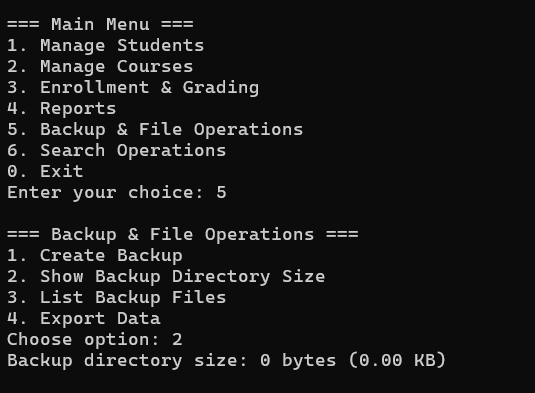 === Main Menu ===
1. Manage Students
2. Manage Courses
3. Enrollment & Grading
4. Reports
5. Backup & File Operations
6. Search Operations
0. Exit
Enter your choice: 5

=== Backup & File Operations ===
1. Create Backup
2. Show Backup Directory Size
3. List Backup Files
4. Export Data
Choose option: 2
Backup directory size: 0 bytes (0.00 KB)